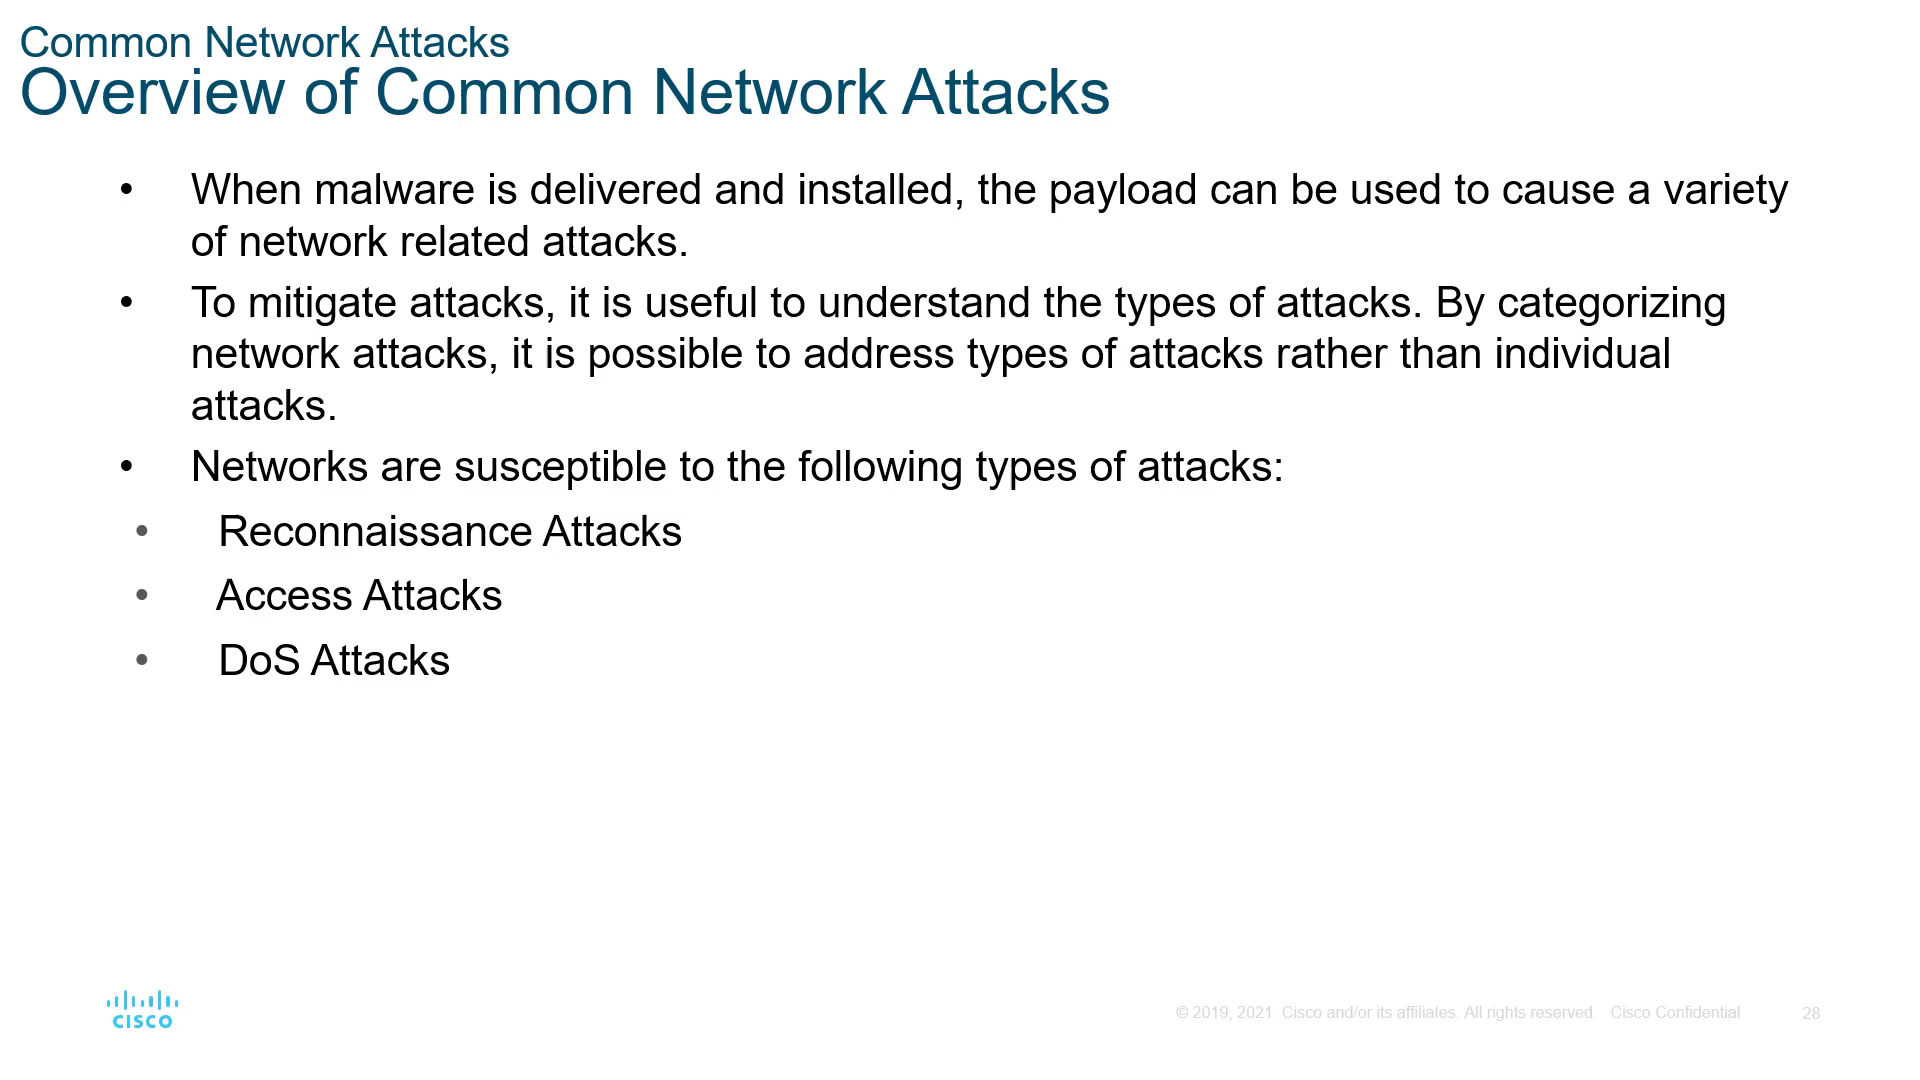 Common Network Attacks
Overview of Common Network Attacks
• When malware is delivered and installed, the payload can be used to cause a variety
of network related attacks.
• To mitigate attacks, it is useful to understand the types of attacks. By categorizing
network attacks, it is possible to address types of attacks rather than individual
attacks.
• Networks are susceptible to the following types of attacks:
• Reconnaissance Attacks
• Access Attacks
• DoS Attacks
CISCO
© 2019, 2021 Cisco and/or its affiliates. All rights reserved. Cisco Confidential 28